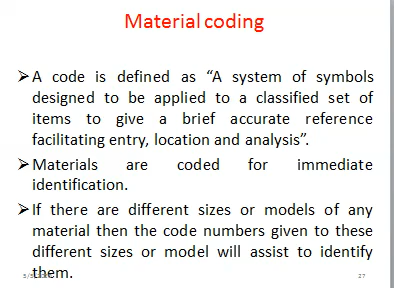 Material coding
➤A code is defined as “A system of symbols
designed to be applied to a classified set of
items to give a brief accurate reference
facilitating entry, location and analysis”.
➤Materials are coded for immediate
identification.
➤If there are different sizes or models of any
material then the code numbers given to these
different sizes or model will assist to identify
them.
27